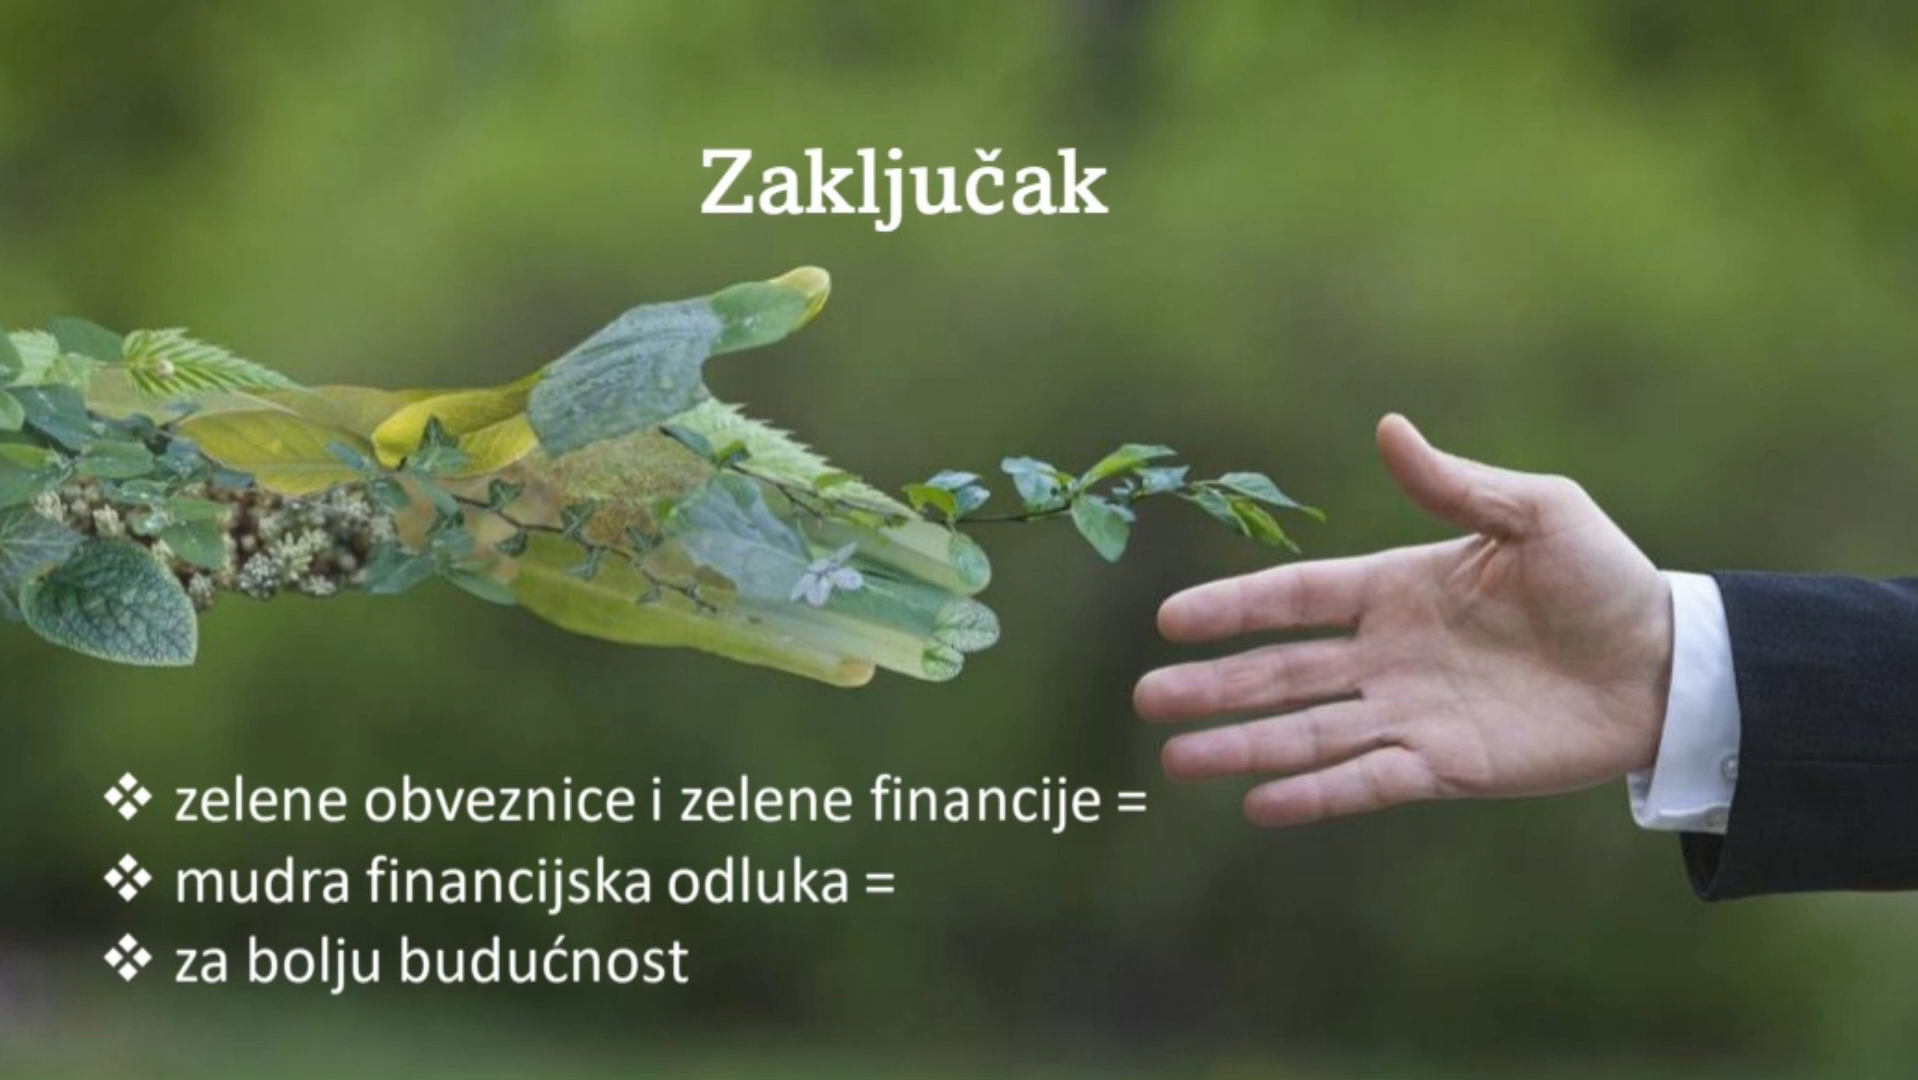 Zaključak
❖ zelene obveznice i zelene financije =
❖ mudra financijska odluka =
❖ za bolju budućnost